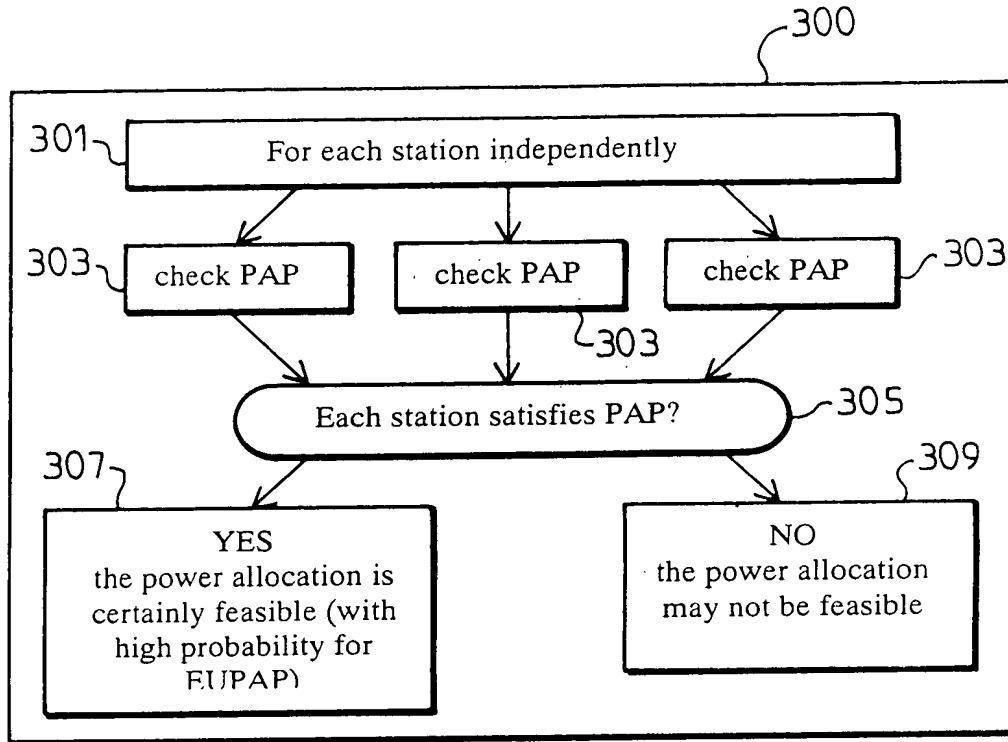 300
301
For each station independently
303
check PAP
check PAP
303
check PAP
303
Each station satisfies PAP?
305
307
YES
the power allocation is
certainly feasible (with
high probability for
EUPAP)
309
NO
the power allocation
may not be feasible